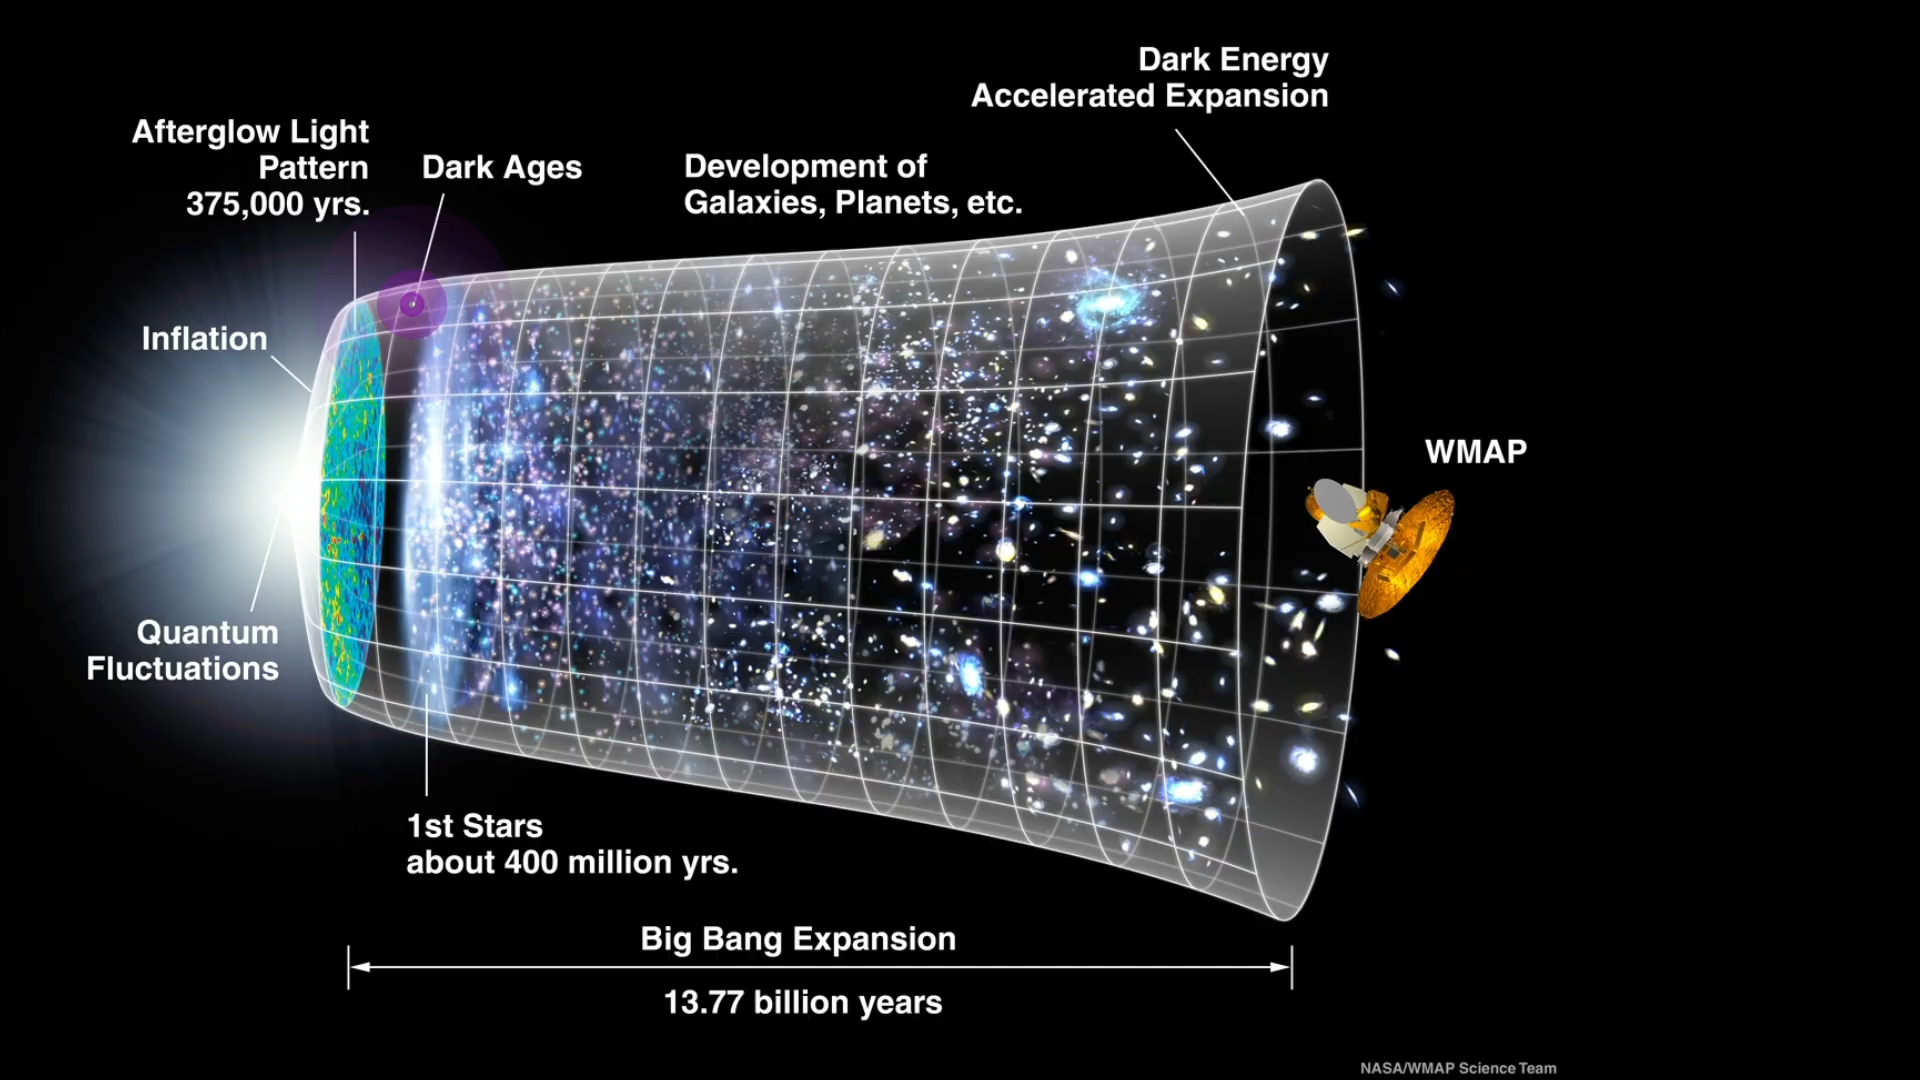 Dark Energy
Accelerated Expansion
Afterglow Light
Pattern
375,000 yrs.
Dark Ages
Development of
Galaxies, Planets, etc.
Inflation
WMAP
Quantum
Fluctuations
1st Stars
about 400 million yrs.
Big Bang Expansion
13.77 billion years
NASA/WMAP Science Team